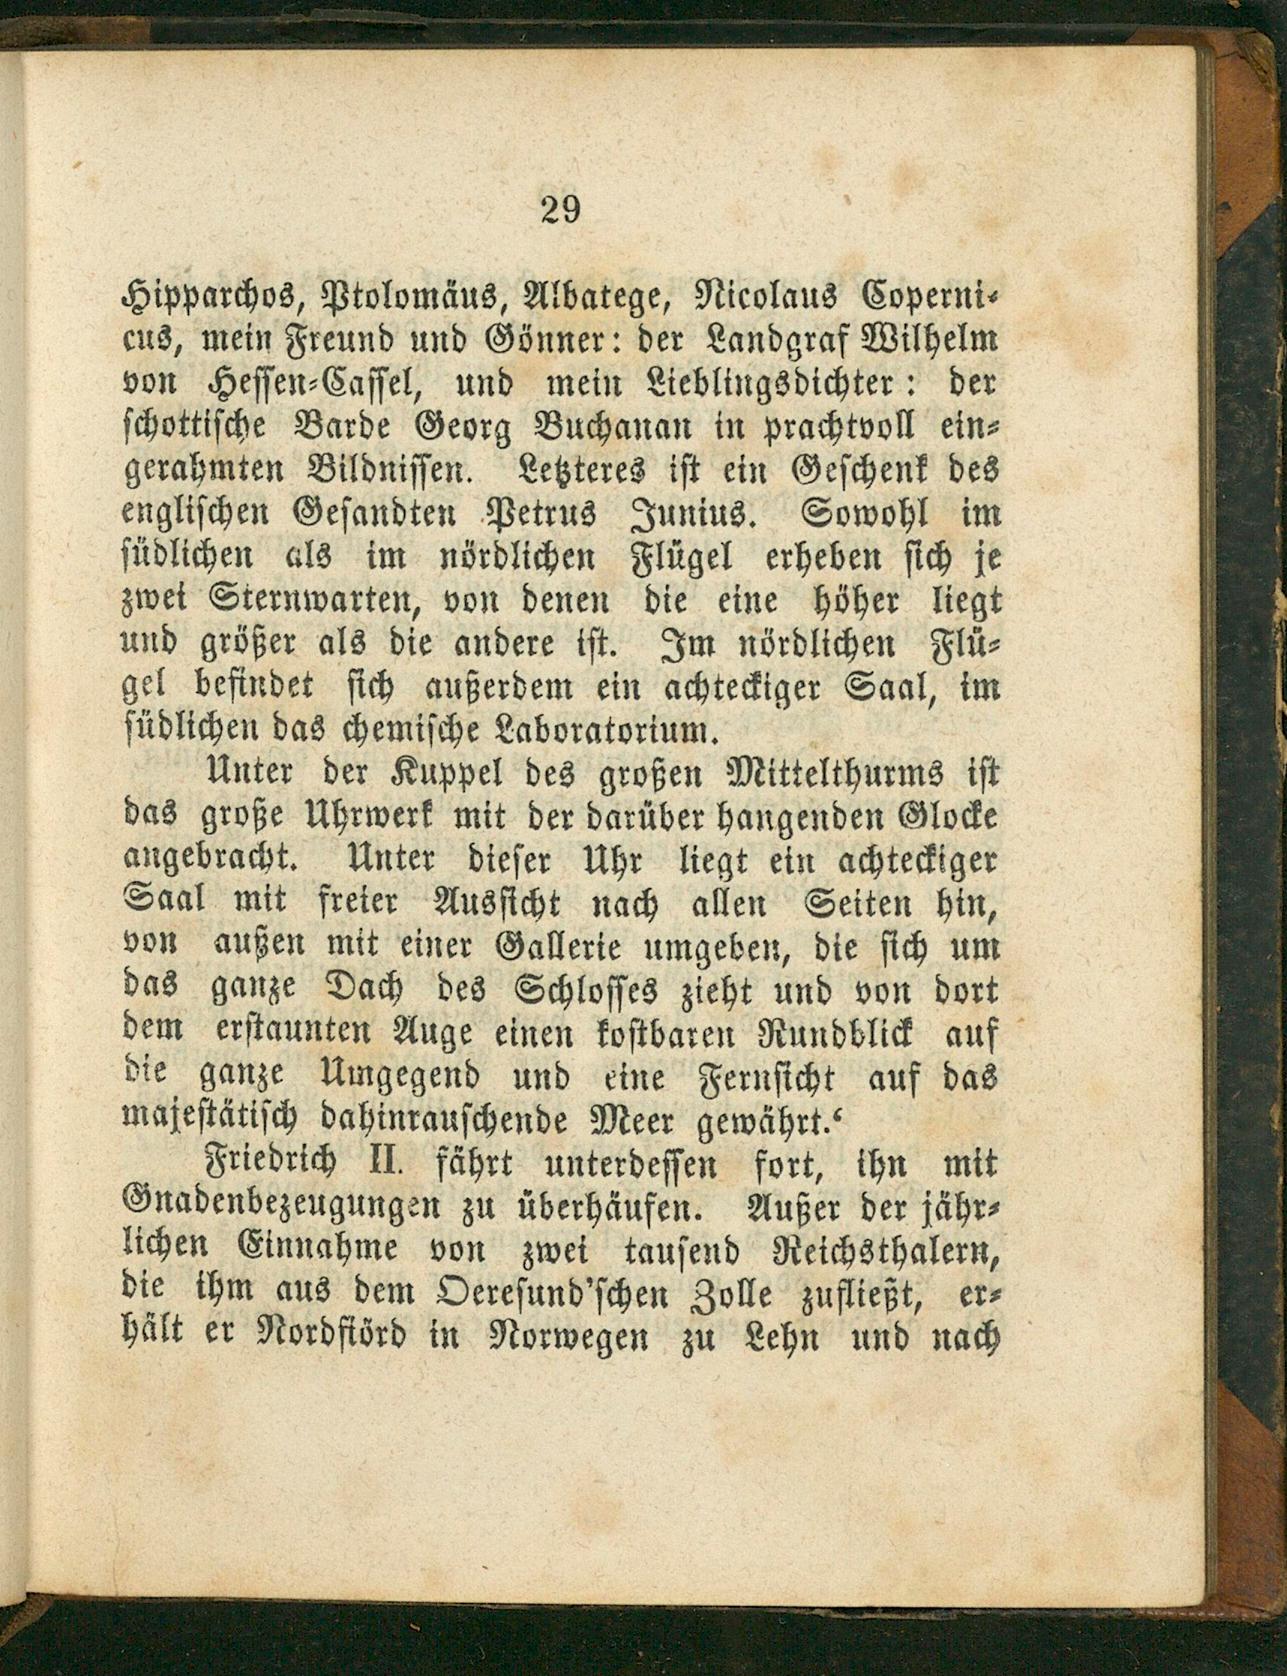 29
Hipparchos, Ptolomäus, Albatege, Nicolaus Coperni-
cus, mein Freund und Gönner: der Landgraf Wilhelm
von Hessen-Cassel, und mein Lieblingsdichter: der
schottische Barde Georg Buchanan in prachtvoll ein-
gerahmten Bildnissen. Letzteres ist ein Geschenk des
englischen Gesandten Petrus Junius. Sowohl im
südlichen als im nördlichen Flügel erheben sich je
zwei Sternwarten, von denen die eine höher liegt
und größer als die andere ist. Im nördlichen Flü-
gel befindet sich außerdem ein achteckiger Saal, im
südlichen das chemische Laboratorium.
Unter der Kuppel des großen Mittelthurms ist
das große Uhrwerk mit der darüber hangenden Glocke
angebracht. Unter dieser Uhr liegt ein achteckiger
Saal mit freier Aussicht nach allen Seiten hin,
von außen mit einer Gallerie umgeben, die sich um
das ganze Dach des Schlosses zieht und von dort
dem erstaunten Auge einen kostbaren Rundblick auf
die ganze Umgegend und eine Fernsicht auf das
majestätisch dahinrauschende Meer gewährt.‘
Friedrich II. fährt unterdessen fort, ihn mit
Gnadenbezeugungen zu überhäufen. Außer der jähr-
lichen Einnahme von zwei tausend Reichsthalern,
die ihm aus dem Oeresund’schen Zolle zufließt, er-
hält er Nordfiörd in Norwegen zu Lehn und nach